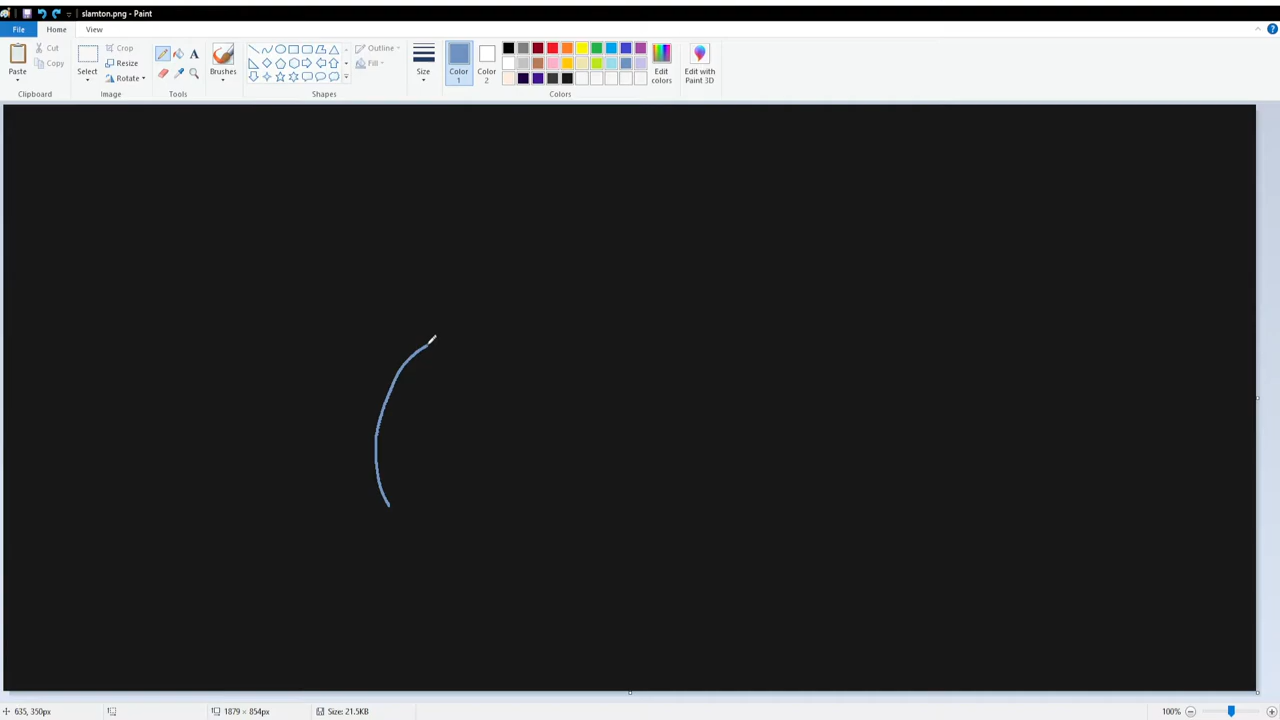 slamton.png - Paint
File Home View
Paste Cut Copy Clipboard
Select Crop Resize Rotate Image
A Tools
Brushes
Outline Fill Shapes
Size
Color 1
Color 2
Edit colors
Colors
Edit with Paint 3D
635, 350px 1879 × 854px Size: 21.5KB 100%